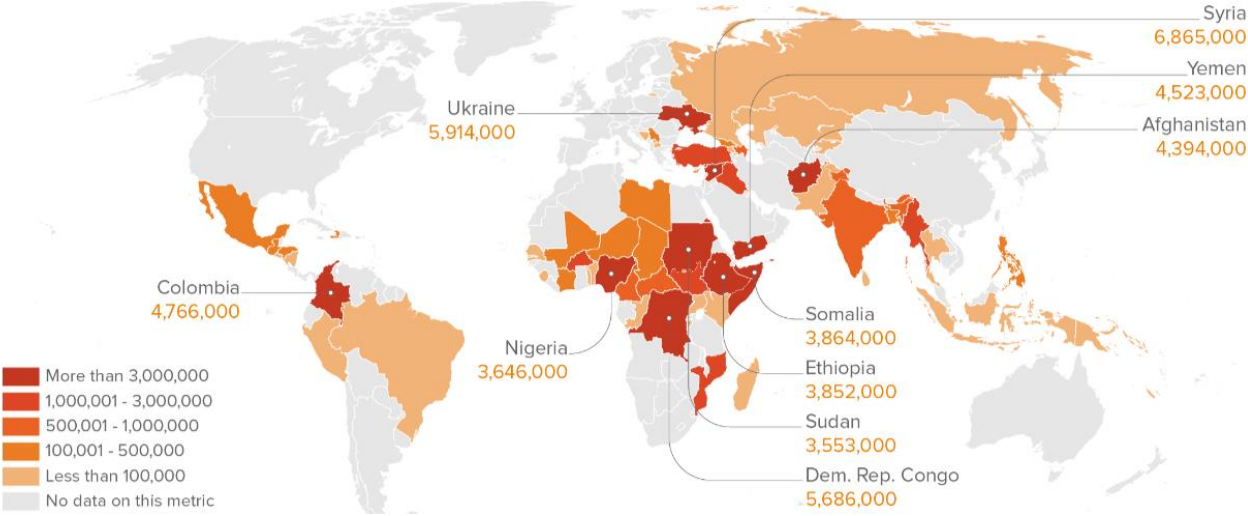 Syria
6,865,000
Yemen
4,523,000
Afghanistan
4,394,000
Ukraine
5,914,000
Colombia
4,766,000
Nigeria
3,646,000
Somalia
3,864,000
Ethiopia
3,852,000
Sudan
3,553,000
Dem. Rep. Congo
5,686,000
More than 3,000,000
1,000,001 - 3,000,000
500,001 - 1,000,000
100,001 - 500,000
Less than 100,000
No data on this metric